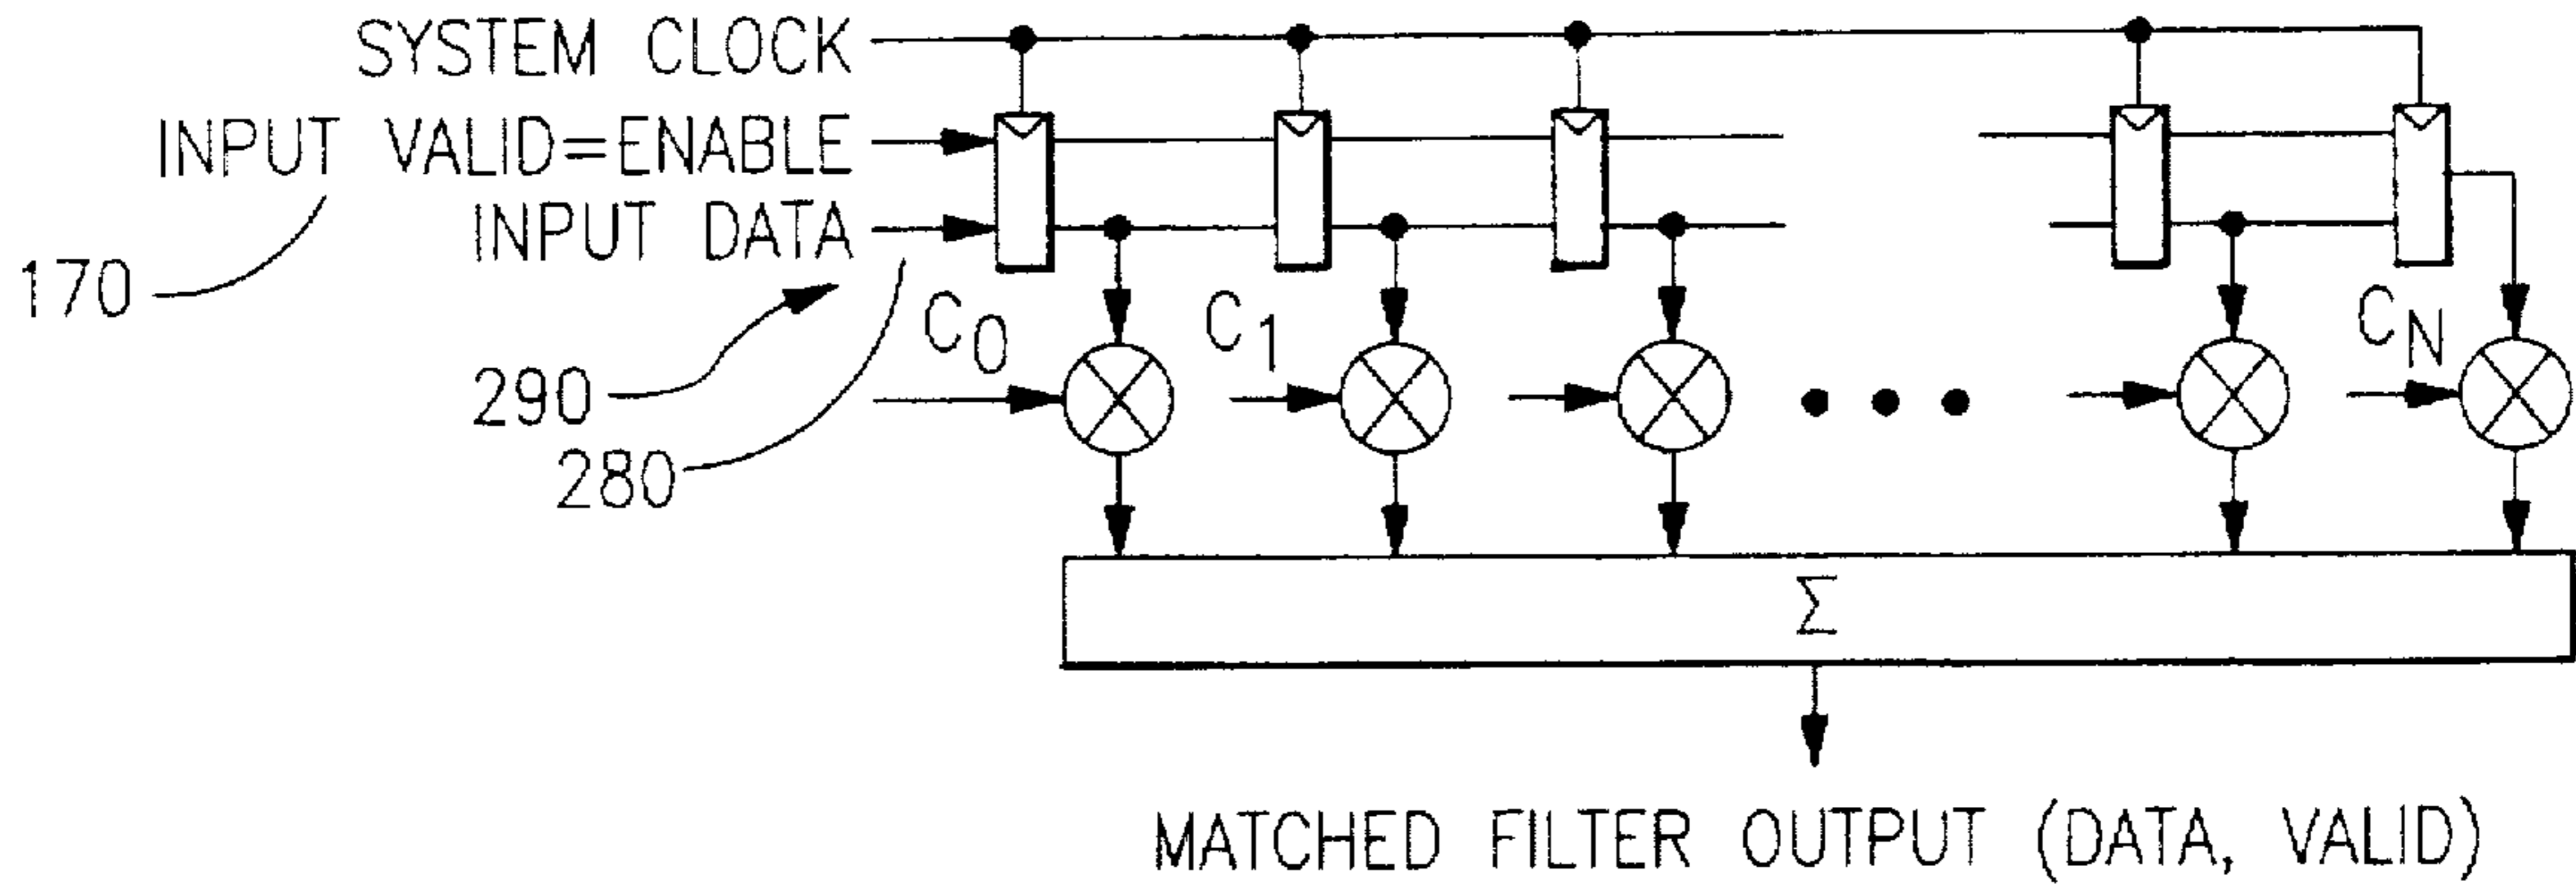 SYSTEM CLOCK
INPUT VALID=ENABLE
INPUT DATA
170
290
280
C0
C1
CN
Σ
MATCHED FILTER OUTPUT (DATA, VALID)